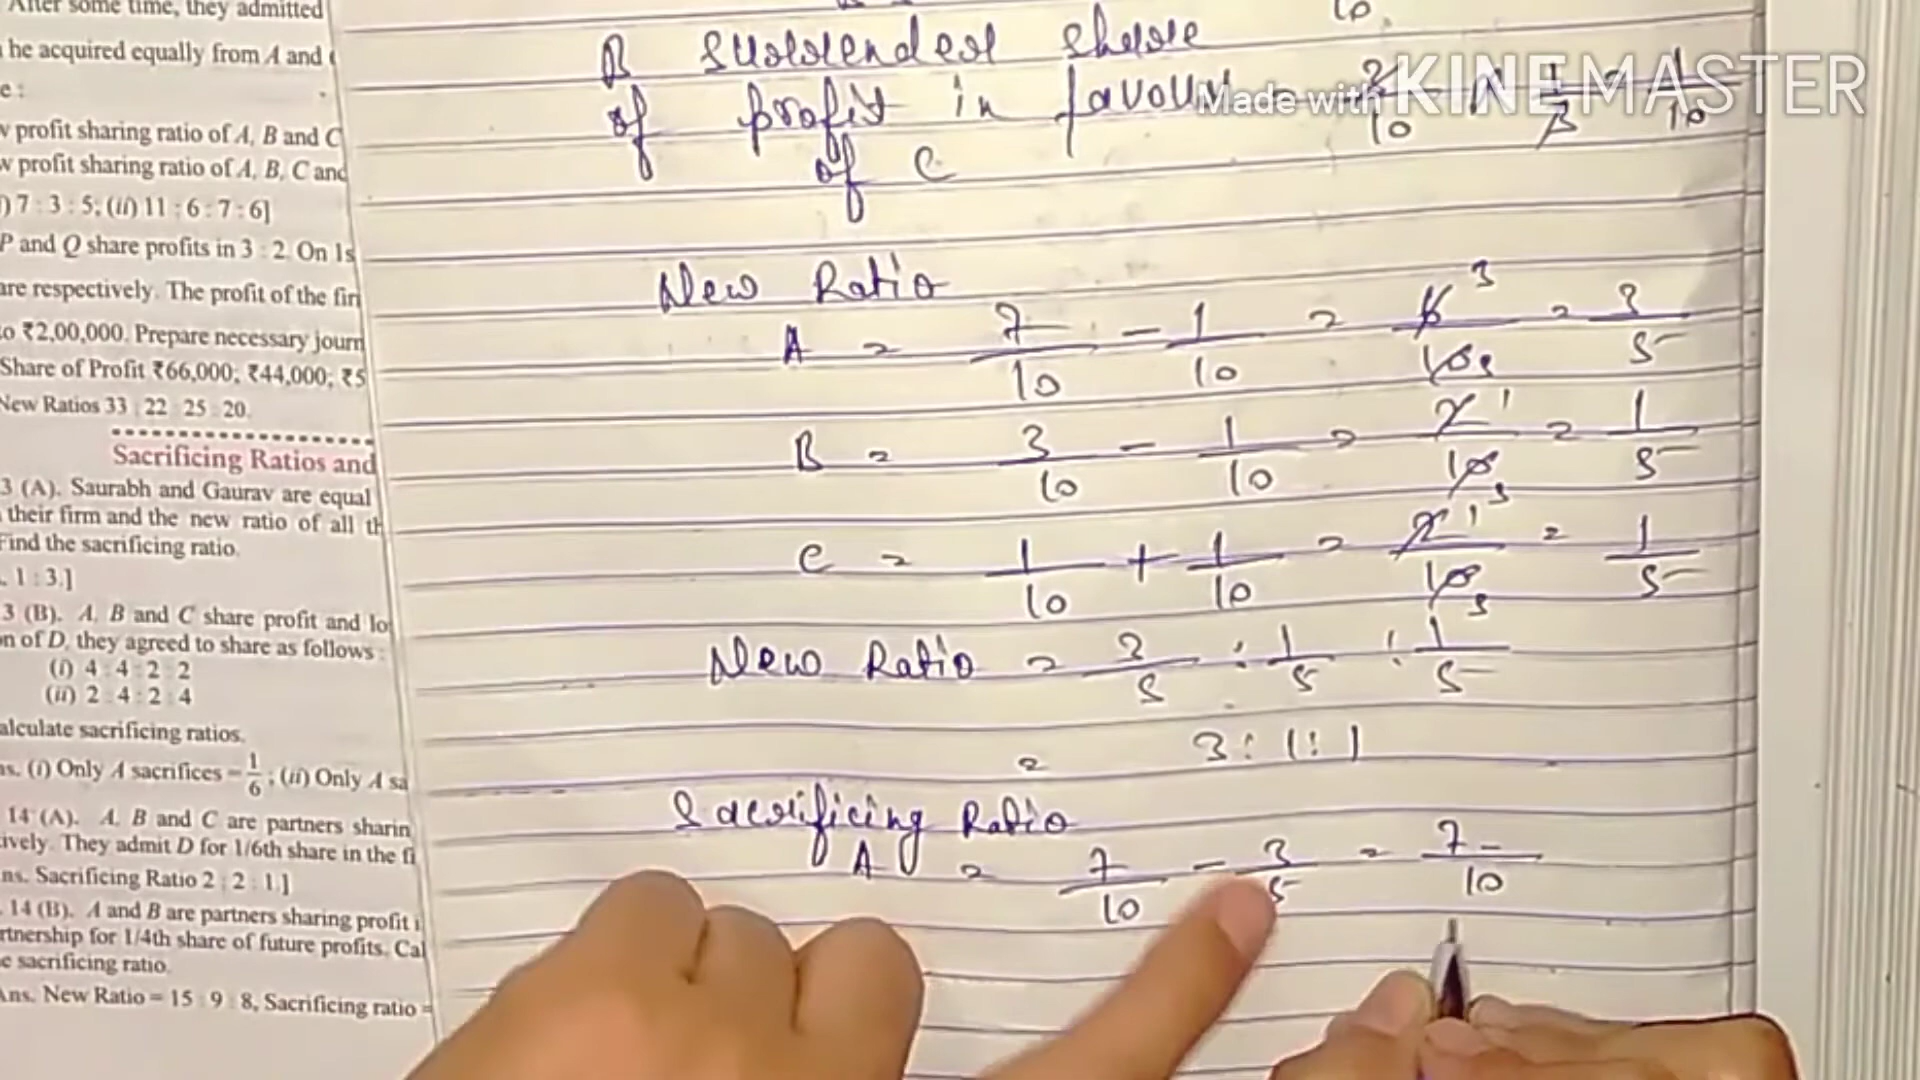 After some time, they admitted
he acquired equally from A and
e :
profit sharing ratio of A, B and C
profit sharing ratio of A, B, C and
) 7 : 3 : 5; (ii) 11 : 6 : 7 : 6]
P and Q share profits in 3 : 2. On 1s
are respectively. The profit of the fir
to ₹2,00,000. Prepare necessary journ
Share of Profit ₹66,000; ₹44,000; ₹5
New Ratios 33 : 22 : 25 : 20.
Sacrificing Ratios and
3 (A). Saurabh and Gaurav are equal
their firm and the new ratio of all th
Find the sacrificing ratio.
1 : 3.]
3 (B). A, B and C share profit and lo
on of D, they agreed to share as follows :
(i) 4 : 4 : 2 : 2
(ii) 2 : 4 : 2 : 4
alculate sacrificing ratios.
ns. (i) Only A sacrifices = 1/6 ; (ii) Only A sa
14 (A). A, B and C are partners sharin
ively. They admit D for 1/6th share in the fi
ns. Sacrificing Ratio 2 : 2 : 1.]
14 (B). A and B are partners sharing profit i
rtnership for 1/4th share of future profits. Cal
e sacrificing ratio.
Ans. New Ratio = 15 : 9 : 8, Sacrificing ratio =
10
B surrender share
of profit in favour = 3/10 × 1/3 = 1/10
of C
Made with KINEMASTER
New Ratio
A = 7/10 - 1/10 = 6/10 = 3/5
B = 3/10 - 1/10 = 2/10 = 1/5
C = 1/10 + 1/10 = 2/10 = 1/5
New Ratio = 3/5 : 1/5 : 1/5
= 3 : 1 : 1
Sacrificing Ratio
A = 7/10 - 3/5 = 7 - /10